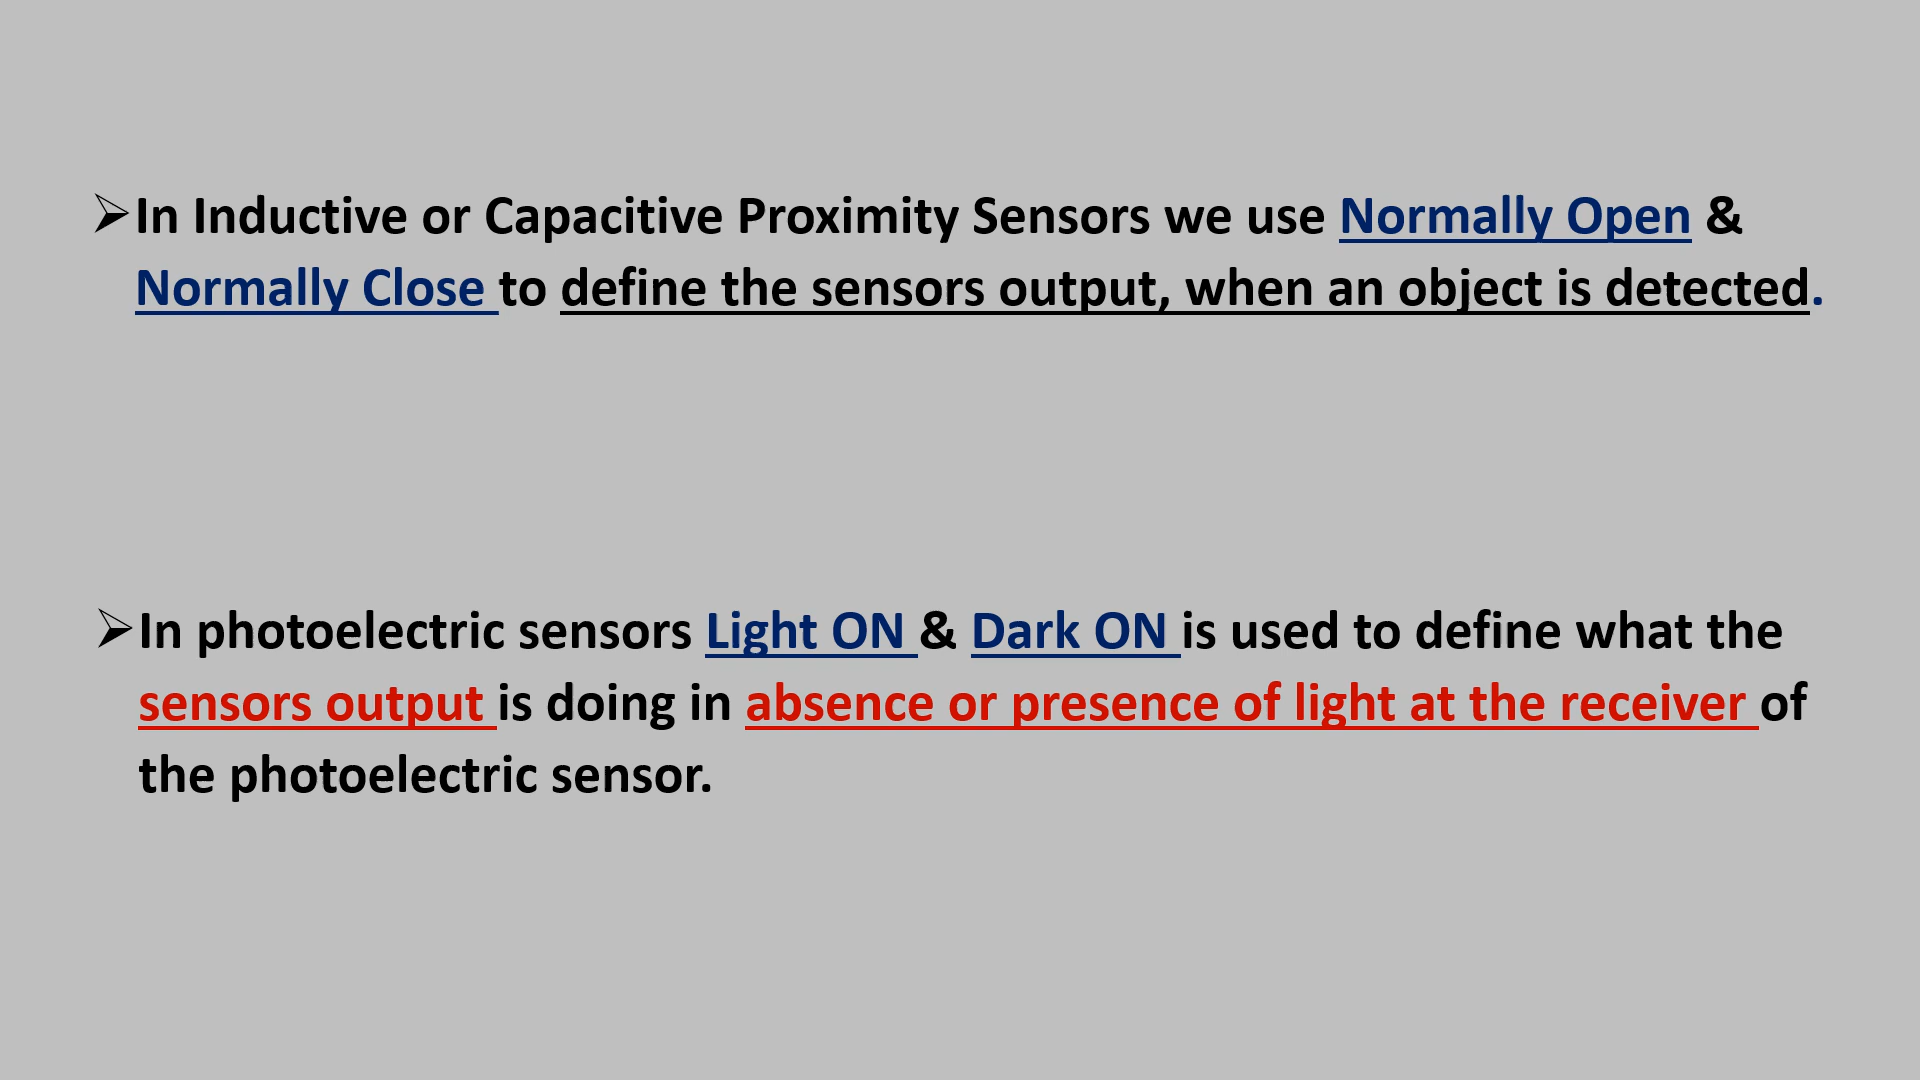 ➢In Inductive or Capacitive Proximity Sensors we use Normally Open &
Normally Close to define the sensors output, when an object is detected.
➢In photoelectric sensors Light ON & Dark ON is used to define what the
sensors output is doing in absence or presence of light at the receiver of
the photoelectric sensor.